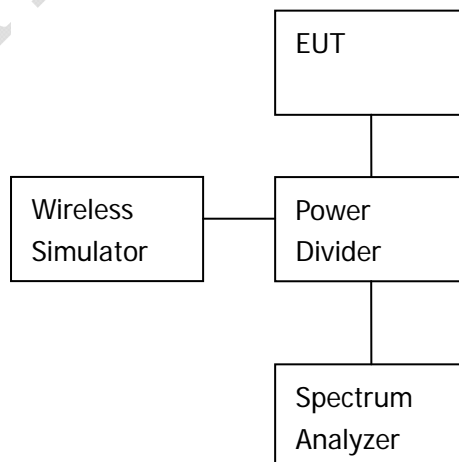 EUT
Wireless
Simulator
Power
Divider
Spectrum
Analyzer